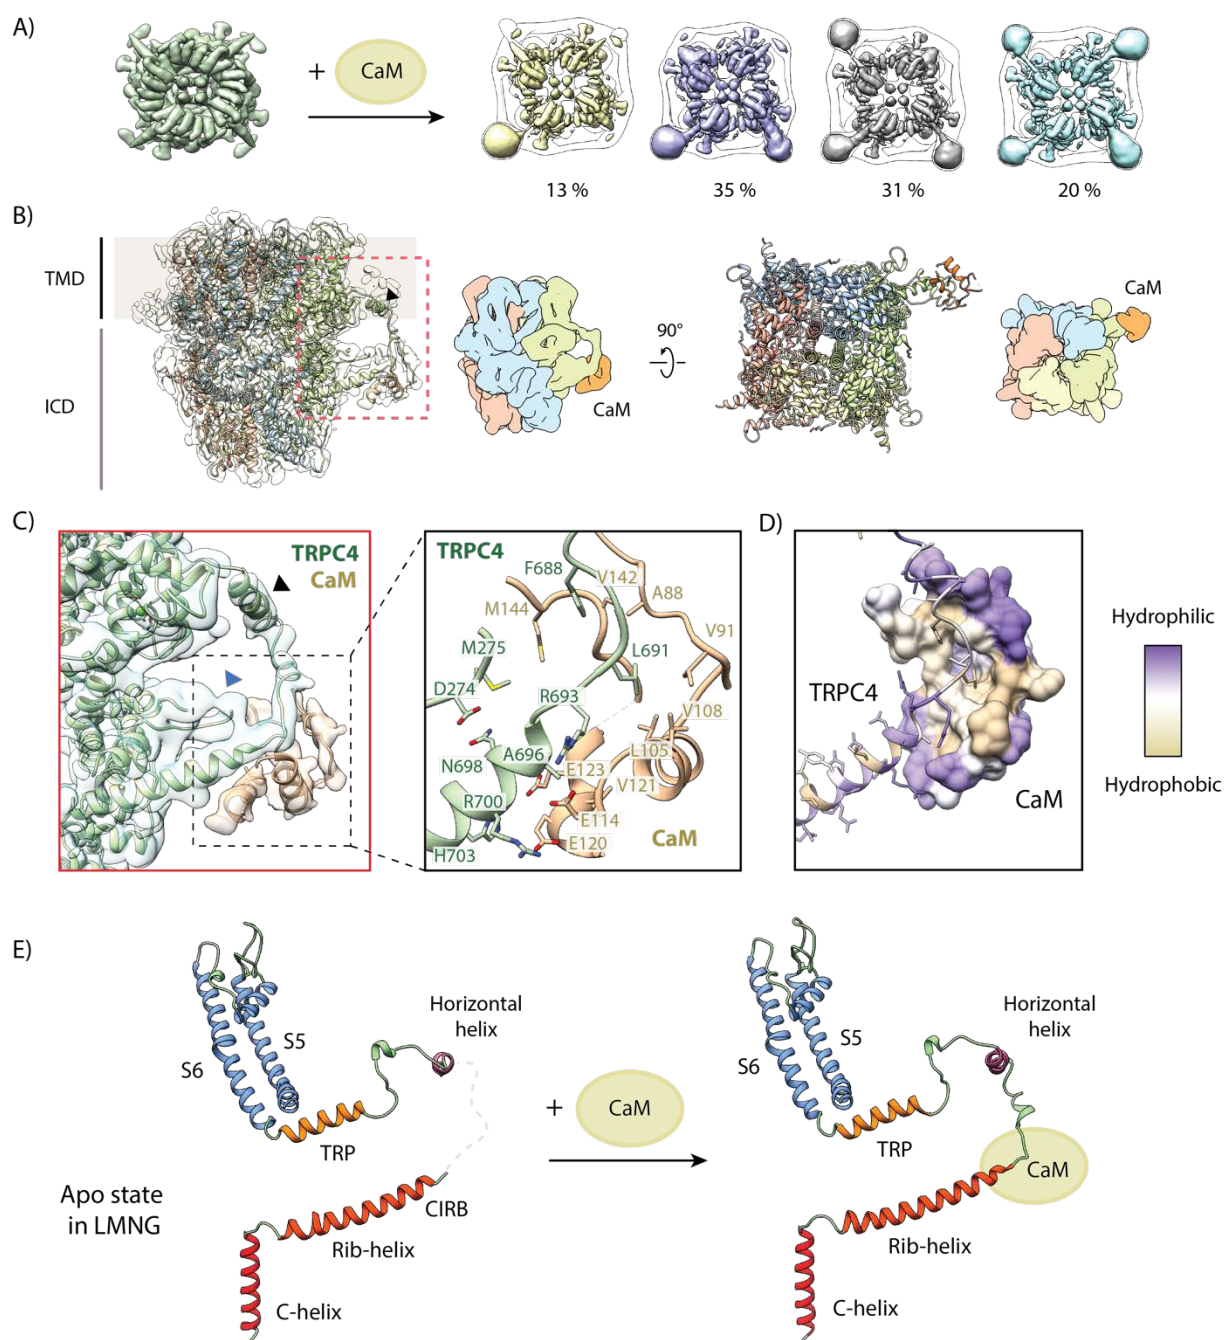 A)
+
CaM
13 %
35 %
31 %
20 %
B)
TMD
ICD
CaM
90°
CaM
C)
TRPC4
CaM
TRPC4
F688
V142
A88
M144
V91
M275
L691
D274
R693
V108
A696
L105
N698
E123
V121
R700
E114
CaM
E120
H703
D)
TRPC4
CaM
Hydrophilic
Hydrophobic
E)
Horizontal
helix
S5
S6
TRP
CIRB
Apo state
in LMNG
Rib-helix
C-helix
+
CaM
Horizontal
helix
S5
S6
TRP
CaM
Rib-helix
C-helix